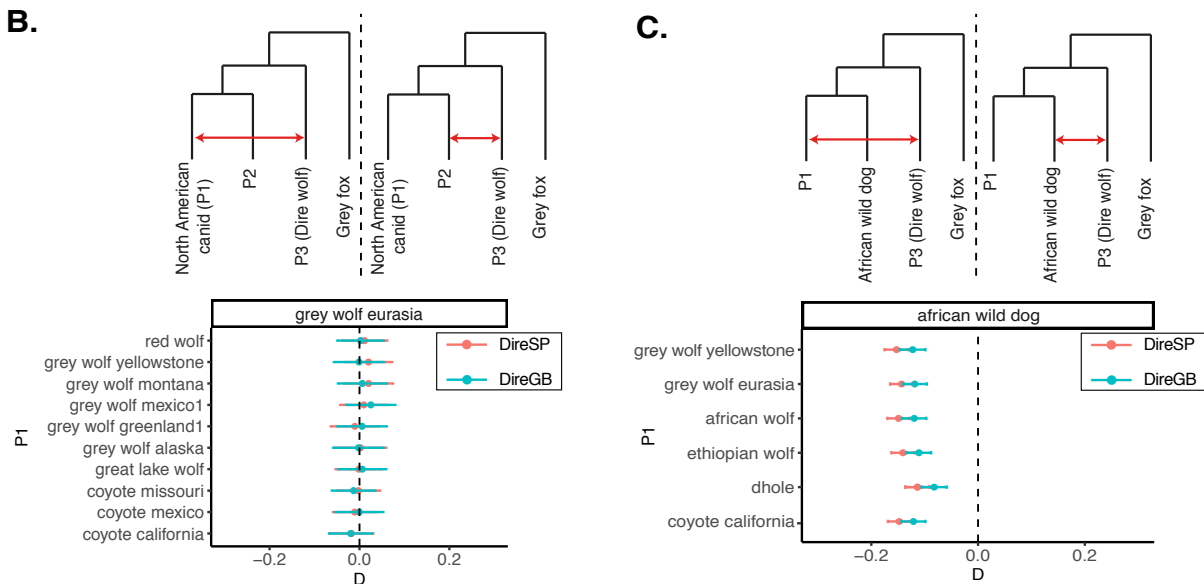 B.
North American
canid (P1)
P2
P3 (Dire wolf)
Grey fox
North American
canid (P1)
P2
P3 (Dire wolf)
Grey fox
grey wolf eurasia
DireSP
DireGB
P1
red wolf
grey wolf yellowstone
grey wolf montana
grey wolf mexico1
grey wolf greenland1
grey wolf alaska
great lake wolf
coyote missouri
coyote mexico
coyote california
−0.2
0.0
0.2
D
C.
P1
African wild dog
P3 (Dire wolf)
Grey fox
P1
African wild dog
P3 (Dire wolf)
Grey fox
african wild dog
DireSP
DireGB
P1
grey wolf yellowstone
grey wolf eurasia
african wolf
ethiopian wolf
dhole
coyote california
−0.2
0.0
0.2
D